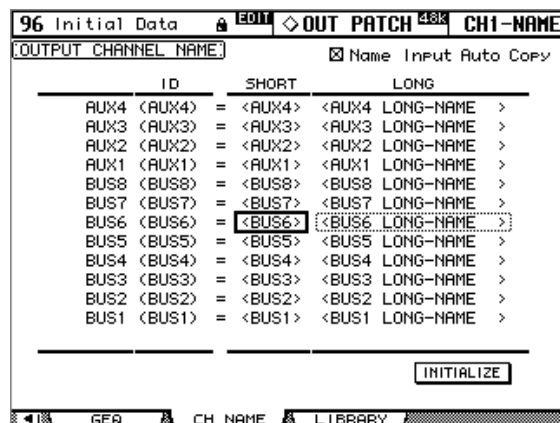 96 Initial Data EDIT ◇OUT PATCH 48K CH1-NAME
OUTPUT CHANNEL NAME ☒ Name Input Auto Copy
ID SHORT LONG
AUX4 (AUX4) = <AUX4> <AUX4 LONG-NAME >
AUX3 (AUX3) = <AUX3> <AUX3 LONG-NAME >
AUX2 (AUX2) = <AUX2> <AUX2 LONG-NAME >
AUX1 (AUX1) = <AUX1> <AUX1 LONG-NAME >
BUS8 (BUS8) = <BUS8> <BUS8 LONG-NAME >
BUS7 (BUS7) = <BUS7> <BUS7 LONG-NAME >
BUS6 (BUS6) = <BUS6> <BUS6 LONG-NAME >
BUS5 (BUS5) = <BUS5> <BUS5 LONG-NAME >
BUS4 (BUS4) = <BUS4> <BUS4 LONG-NAME >
BUS3 (BUS3) = <BUS3> <BUS3 LONG-NAME >
BUS2 (BUS2) = <BUS2> <BUS2 LONG-NAME >
BUS1 (BUS1) = <BUS1> <BUS1 LONG-NAME >
INITIALIZE
GEQ CH NAME LIBRARY